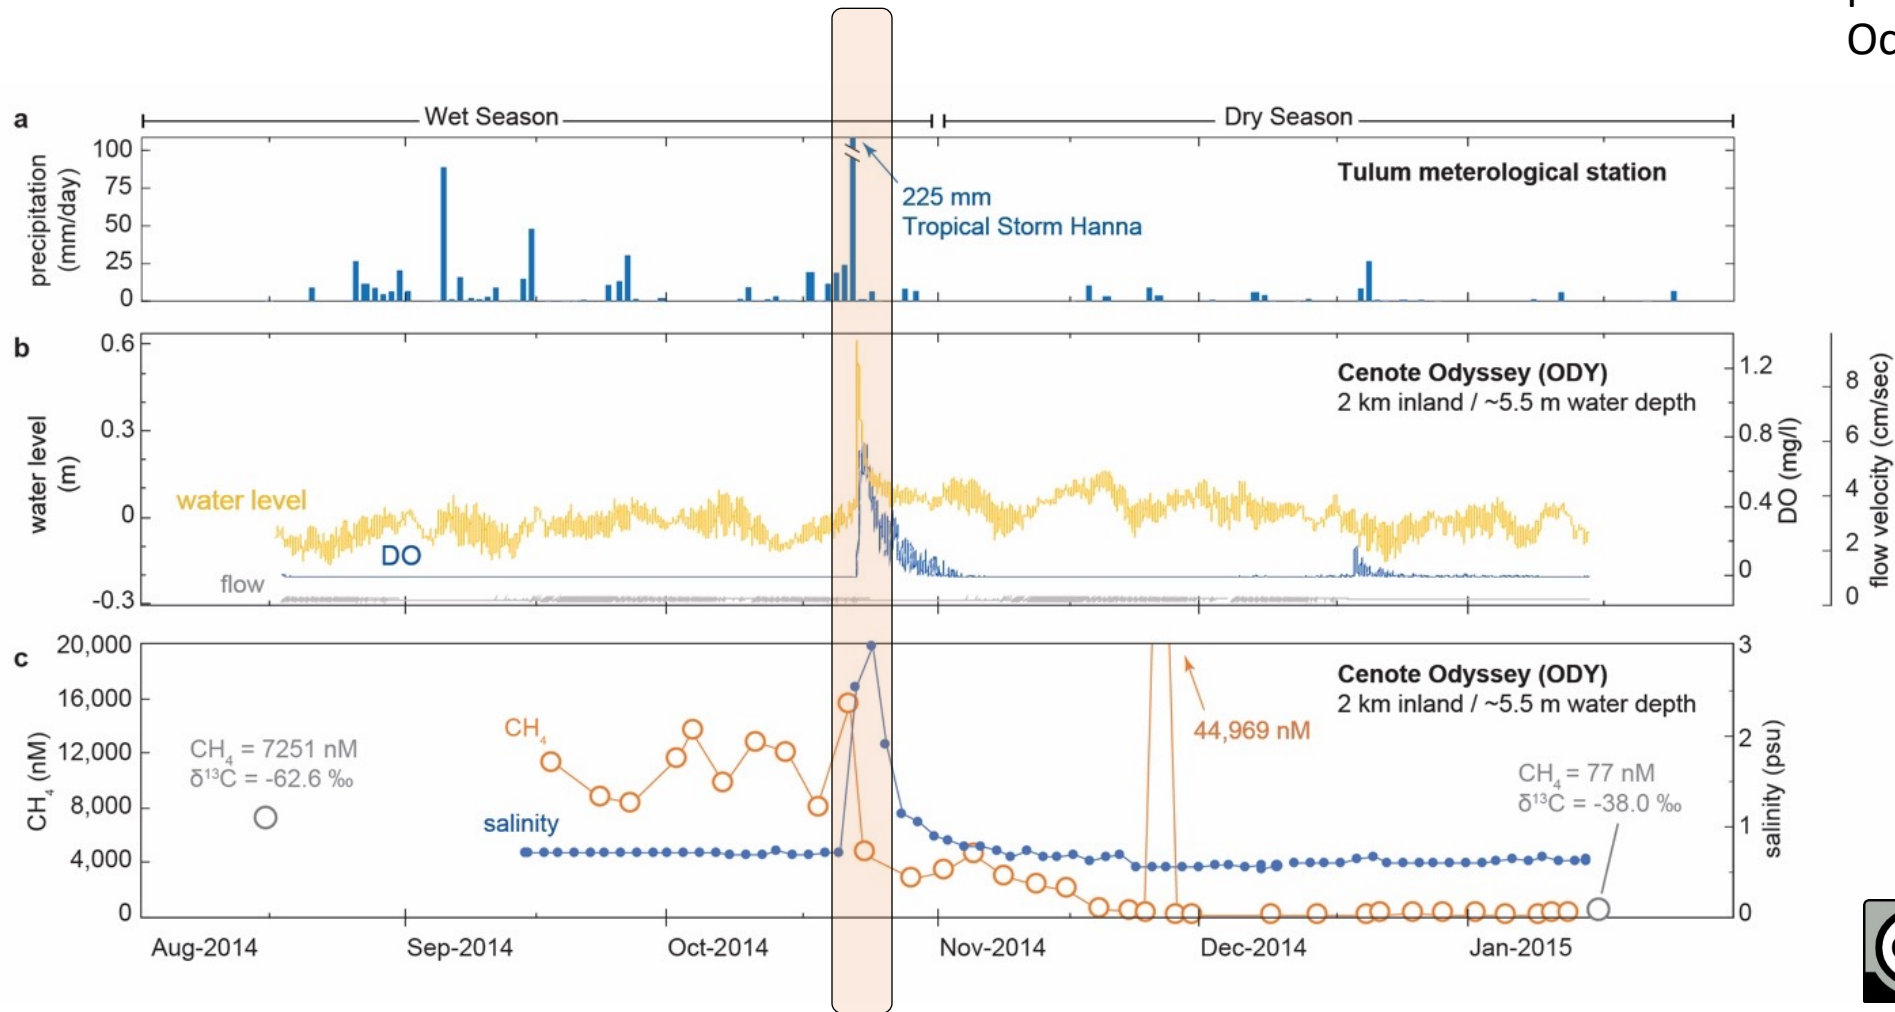 Oc
Wet Season
Dry Season
a
precipitation
(mm/day)
100
75
50
25
0
Tulum meterological station
225 mm
Tropical Storm Hanna
b
water level
(m)
0.6
0.3
0
-0.3
water level
DO
flow
Cenote Odyssey (ODY)
2 km inland / ~5.5 m water depth
1.2
0.8
0.4
0
DO (mg/l)
8
6
4
2
0
flow velocity (cm/sec)
c
CH₄ (nM)
20,000
16,000
12,000
8,000
4,000
0
CH₄ = 7251 nM
δ¹³C = -62.6 ‰
CH₄
salinity
Cenote Odyssey (ODY)
2 km inland / ~5.5 m water depth
44,969 nM
CH₄ = 77 nM
δ¹³C = -38.0 ‰
3
2
1
0
salinity (psu)
Aug-2014
Sep-2014
Oct-2014
Nov-2014
Dec-2014
Jan-2015